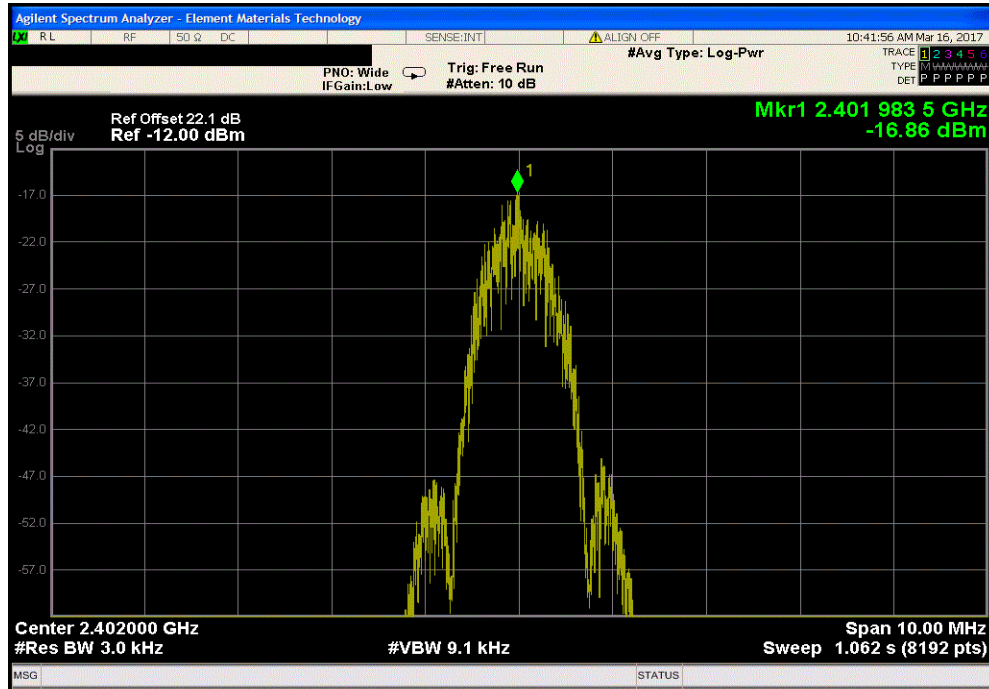 Agilent Spectrum Analyzer - Element Materials Technology
LXI RL RF 50 Ω DC SENSE:INT ALIGN OFF 10:41:56 AM Mar 16, 2017
#Avg Type: Log-Pwr TRACE 1 2 3 4 5 6
PNO: Wide Trig: Free Run TYPE M
IFGain:Low #Atten: 10 dB DET P P P P P P
Mkr1 2.401 983 5 GHz
Ref Offset 22.1 dB -16.86 dBm
5 dB/div Ref -12.00 dBm
Log
1
-17.0
-22.0
-27.0
-32.0
-37.0
-42.0
-47.0
-52.0
-57.0
Center 2.402000 GHz Span 10.00 MHz
#Res BW 3.0 kHz #VBW 9.1 kHz Sweep 1.062 s (8192 pts)
MSG STATUS